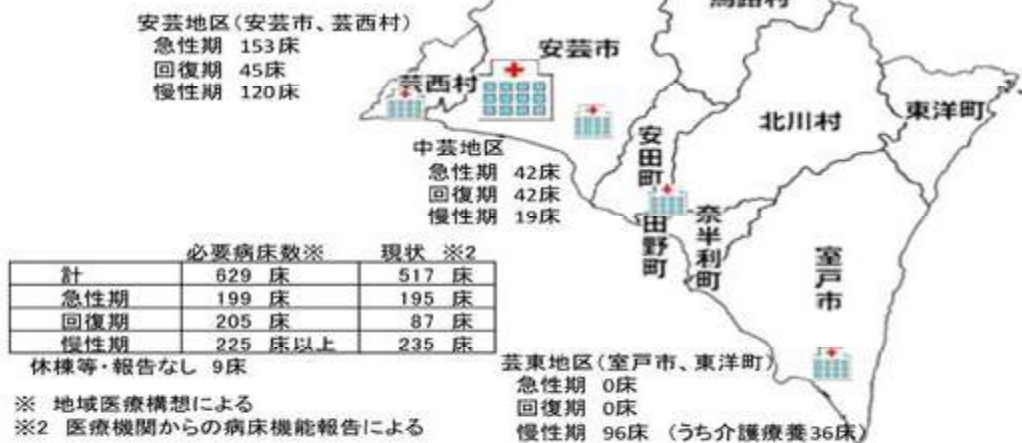 安芸地区(安芸市、芸西村)
急性期 153床
回復期 45床
慢性期 120床
馬路村
安芸市
芸西村
北川村
東洋町
安田町
中芸地区
急性期 42床
回復期 42床
慢性期 19床
田野町
奈半利町
室戸市
必要病床数※ 現状 ※2
計 629 床 517 床
急性期 199 床 195 床
回復期 205 床 87 床
慢性期 225 床以上 235 床
休棟等・報告なし 9床
※ 地域医療構想による
※2 医療機関からの病床機能報告による
芸東地区(室戸市、東洋町)
急性期 0床
回復期 0床
慢性期 96床 (うち介護療養36床)